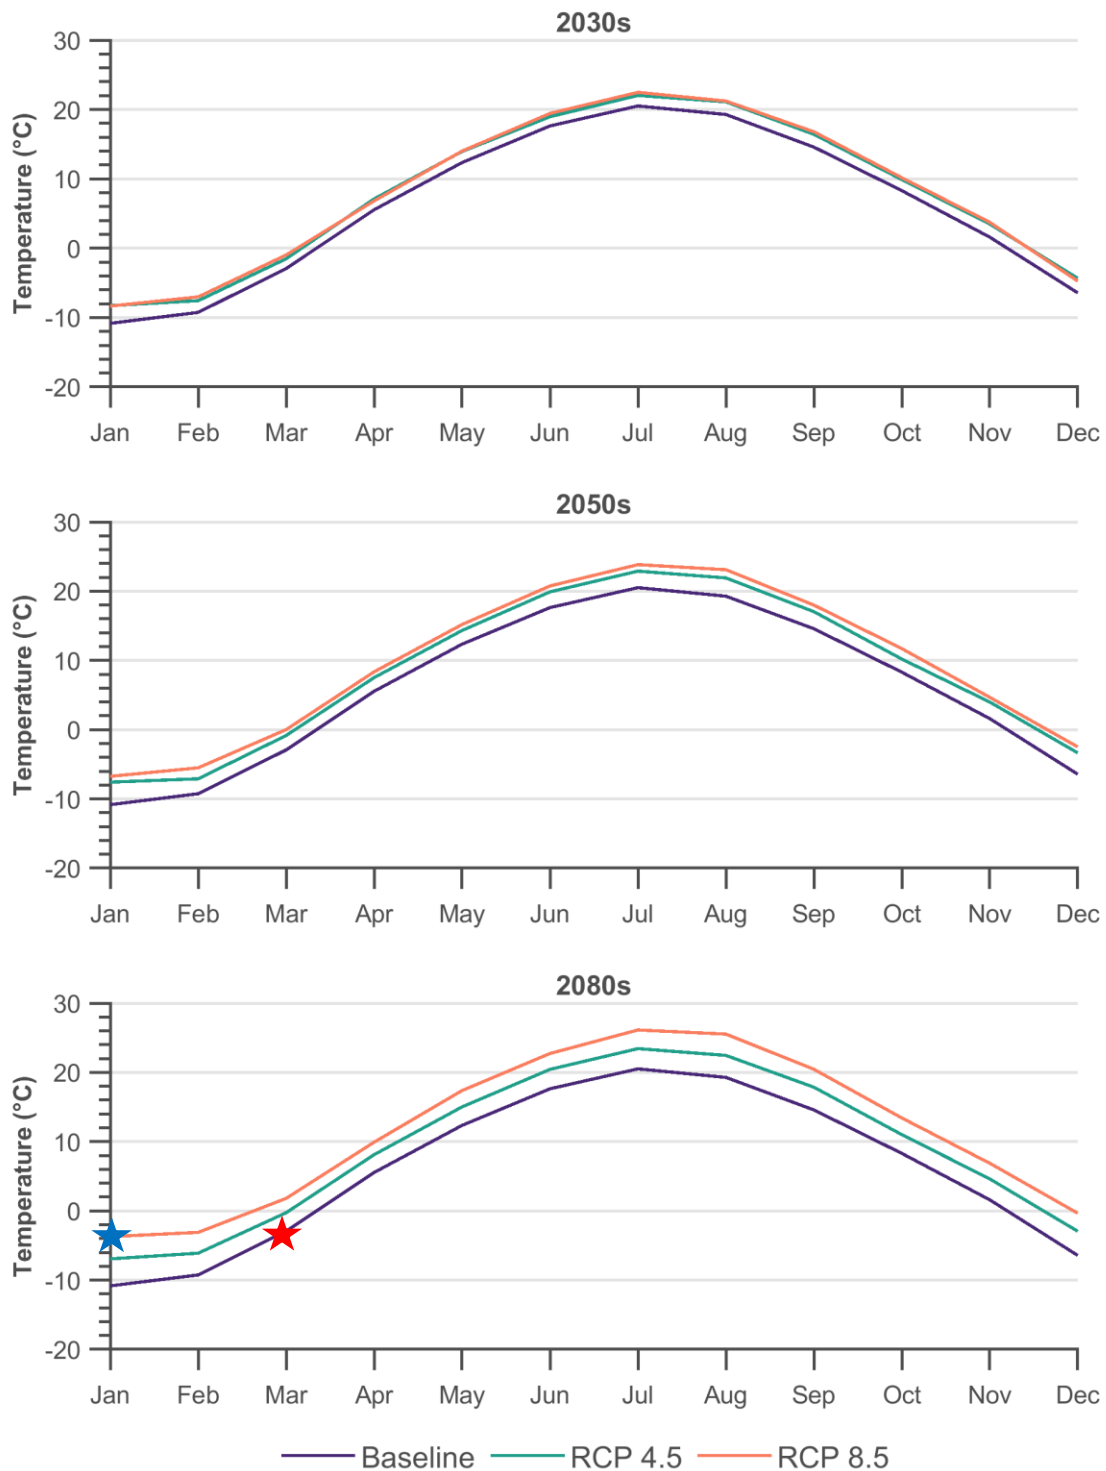 2030s
Temperature (°C)
30
20
10
0
-10
-20
Jan Feb Mar Apr May Jun Jul Aug Sep Oct Nov Dec
2050s
Temperature (°C)
30
20
10
0
-10
-20
Jan Feb Mar Apr May Jun Jul Aug Sep Oct Nov Dec
2080s
Temperature (°C)
30
20
10
0
-10
-20
Jan Feb Mar Apr May Jun Jul Aug Sep Oct Nov Dec
Baseline RCP 4.5 RCP 8.5